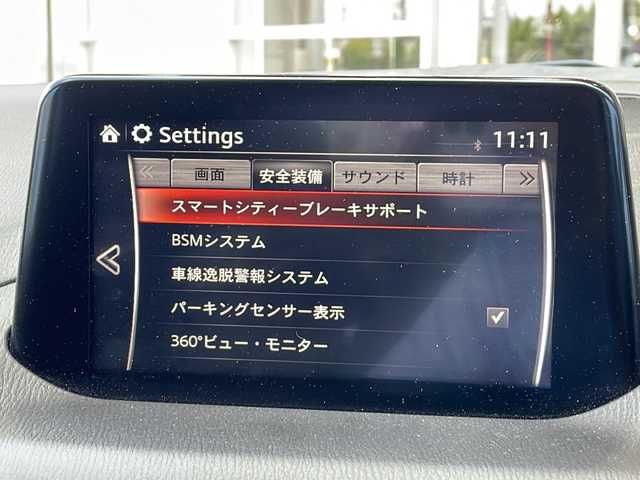 Settings
11:11
画面
安全装備
サウンド
時計
スマートシティーブレーキサポート
BSMシステム
車線逸脱警報システム
パーキングセンサー表示
360°ビュー・モニター